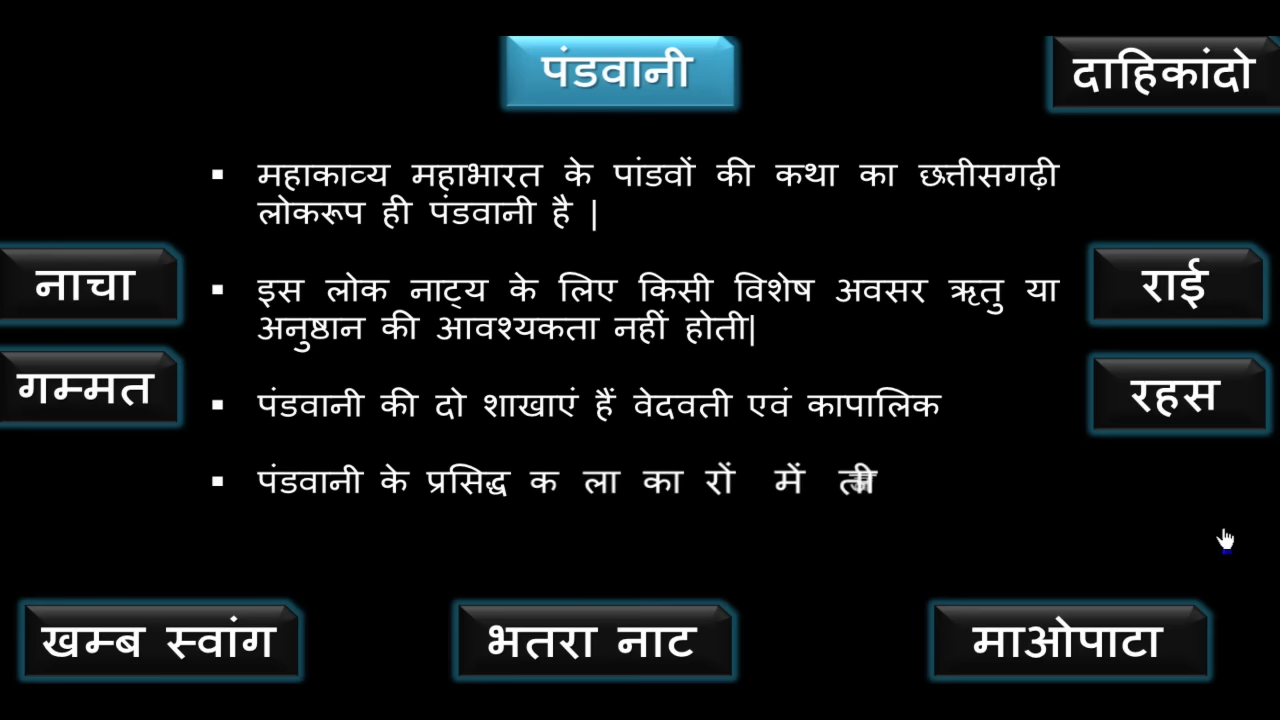 पंडवानी
दाहिकांदो
महाकाव्य महाभारत के पांडवों की कथा का छत्तीसगढ़ी
लोकरूप ही पंडवानी है |
नाचा
राई
इस लोक नाट्य के लिए किसी विशेष अवसर ऋतु या
अनुष्ठान की आवश्यकता नहीं होती|
गम्मत
रहस
पंडवानी की दो शाखाएं हैं वेदवती एवं कापालिक
पंडवानी के प्रसिद्ध क ला का रों में
खम्ब स्वांग
भतरा नाट
माओपाटा